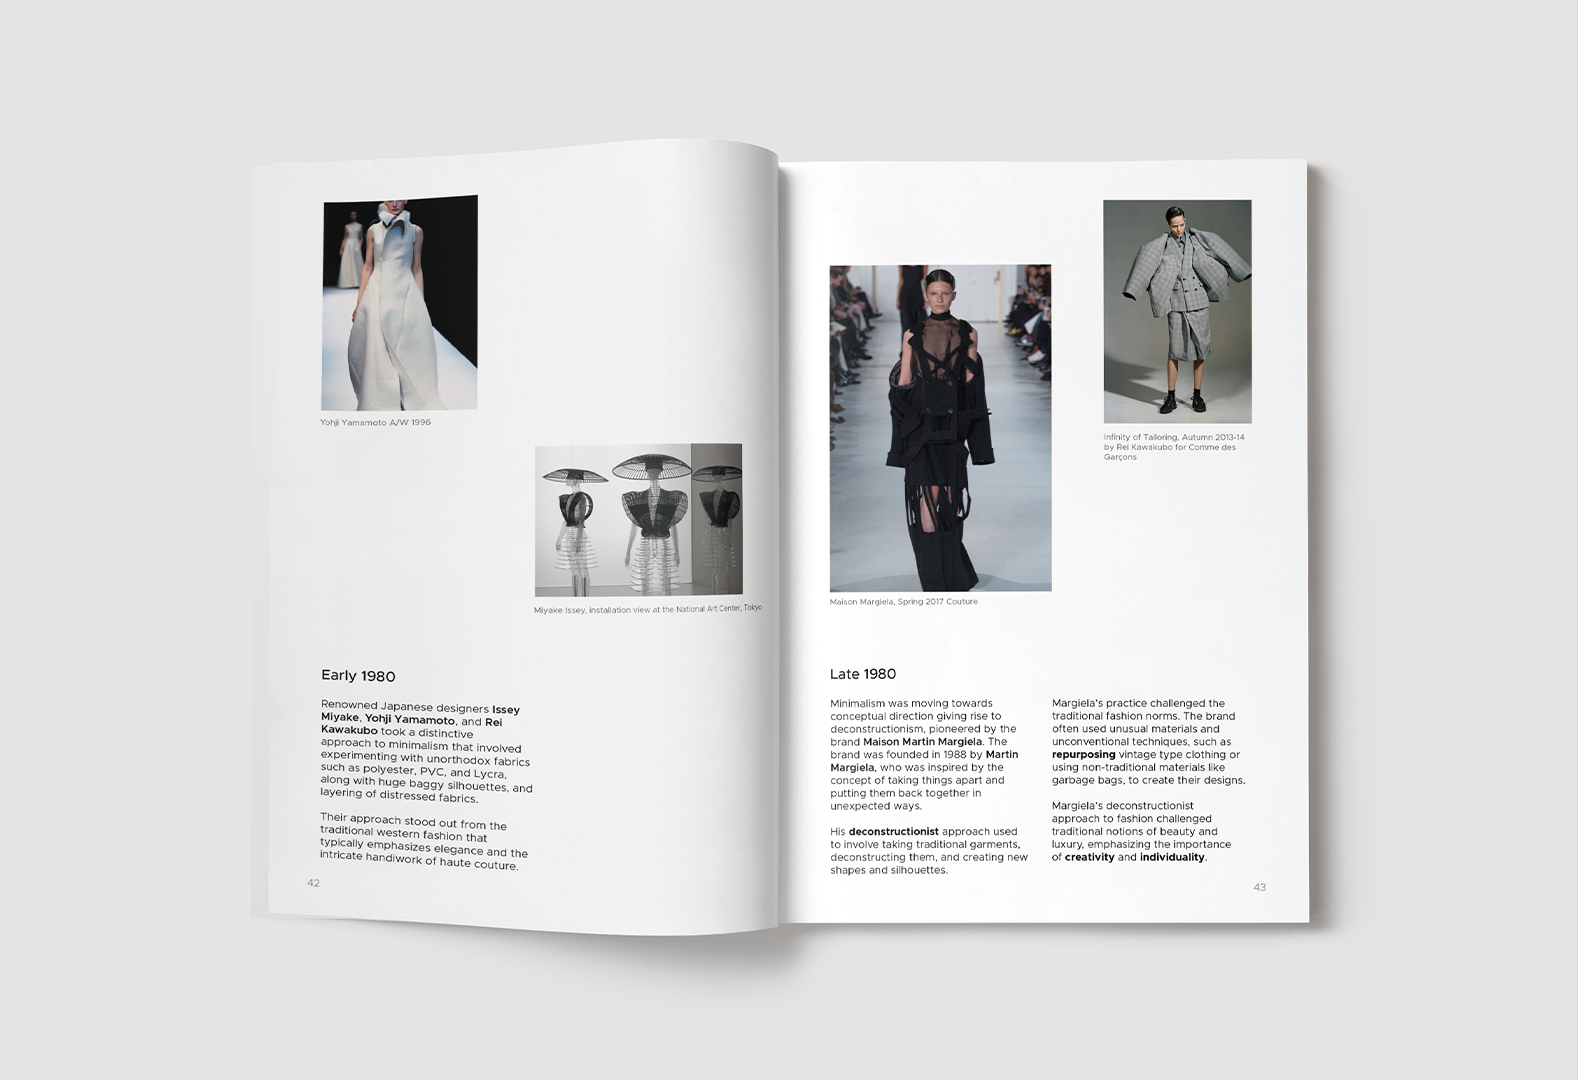 Yohji Yamamoto A/W 1996
Miyake Issey, installation view at the National Art Center, Tokyo
Early 1980
Renowned Japanese designers Issey
Miyake, Yohji Yamamoto, and Rei
Kawakubo took a distinctive
approach to minimalism that involved
experimenting with unorthodox fabrics
such as polyester, PVC, and Lycra,
along with huge baggy silhouettes, and
layering of distressed fabrics.
Their approach stood out from the
traditional western fashion that
typically emphasizes elegance and the
intricate handiwork of haute couture.
42
Maison Margiela, Spring 2017 Couture
Infinity of Tailoring, Autumn 2013-14
by Rei Kawakubo for Comme des
Garçons
Late 1980
Minimalism was moving towards
conceptual direction giving rise to
deconstructionism, pioneered by the
brand Maison Martin Margiela. The
brand was founded in 1988 by Martin
Margiela, who was inspired by the
concept of taking things apart and
putting them back together in
unexpected ways.
His deconstructionist approach used
to involve taking traditional garments,
deconstructing them, and creating new
shapes and silhouettes.
Margiela's practice challenged the
traditional fashion norms. The brand
often used unusual materials and
unconventional techniques, such as
repurposing vintage type clothing or
using non-traditional materials like
garbage bags, to create their designs.
Margiela's deconstructionist
approach to fashion challenged
traditional notions of beauty and
luxury, emphasizing the importance
of creativity and individuality.
43